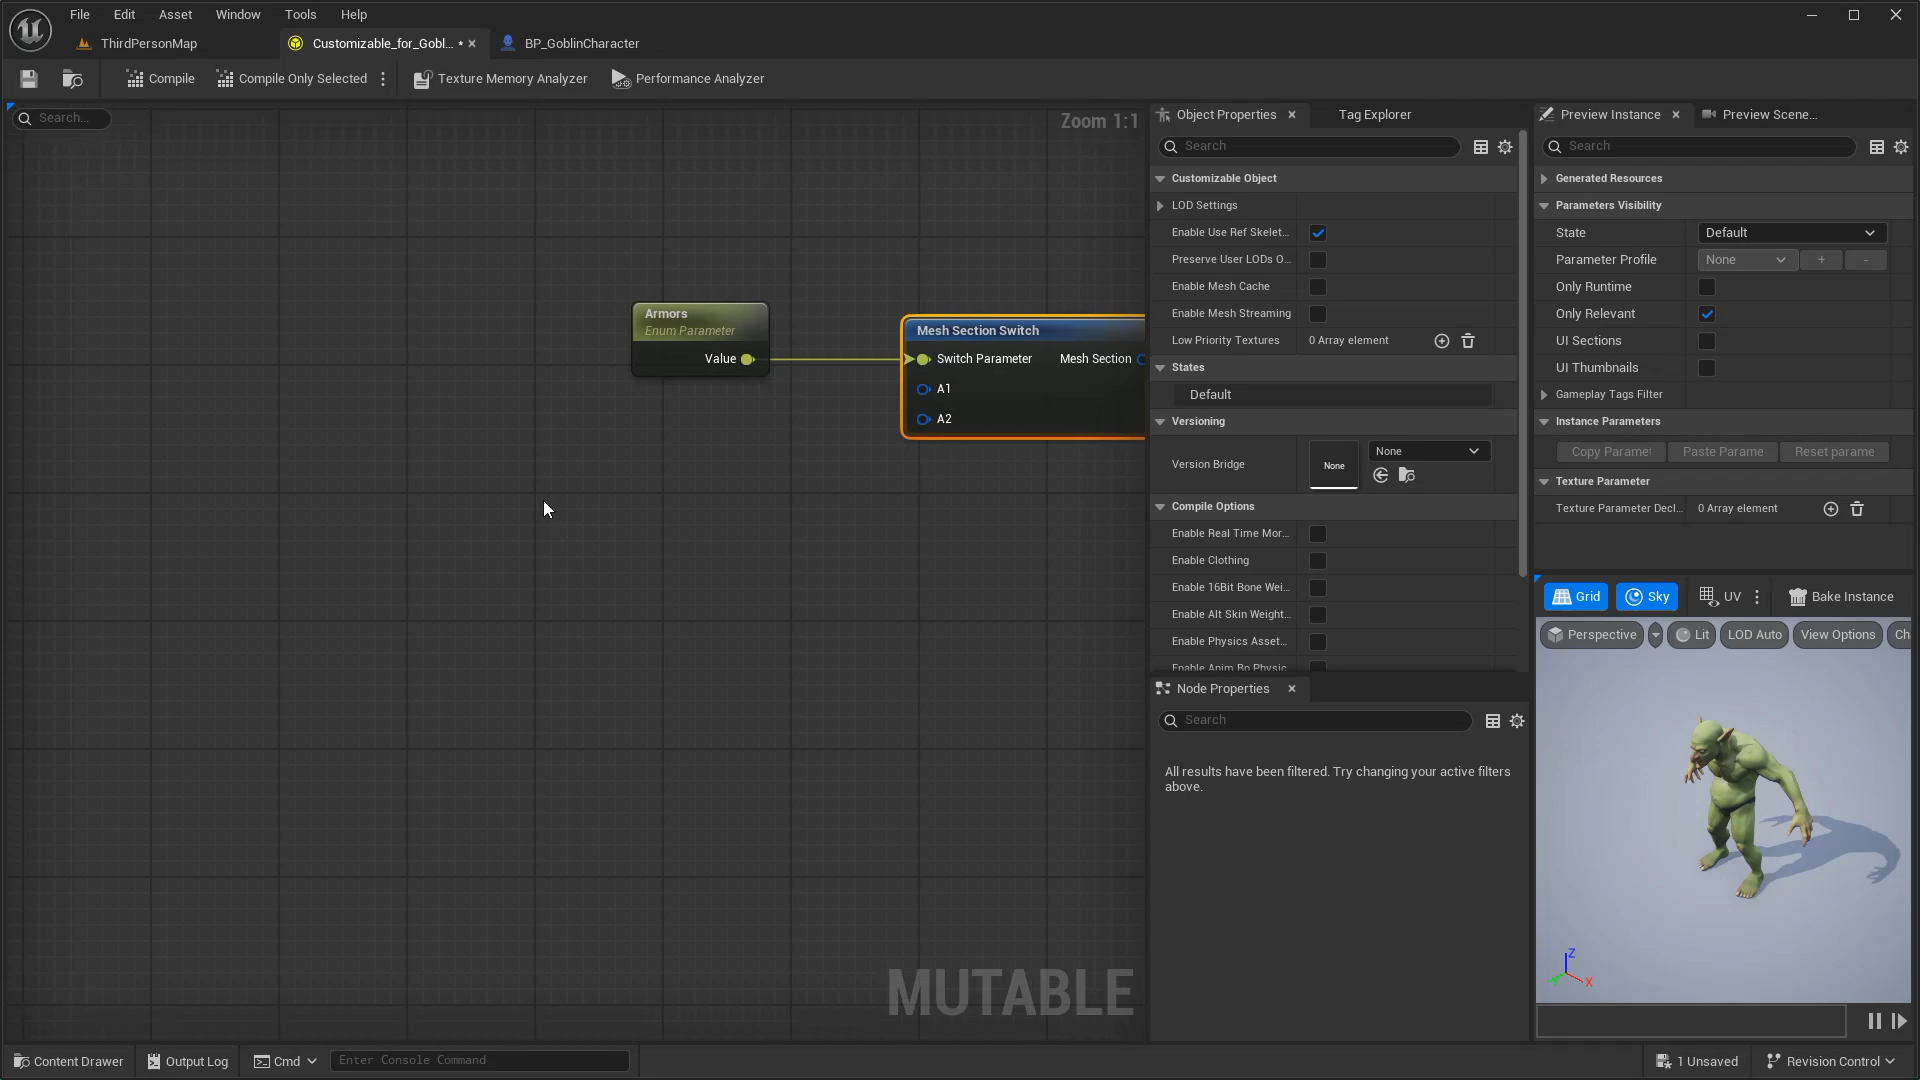 File Edit Asset Window Tools Help
ThirdPersonMap
Customizable_for_Gobl... *
BP_GoblinCharacter
Compile
Compile Only Selected
Texture Memory Analyzer
Performance Analyzer
Search...
Zoom 1:1
Armors
Enum Parameter
Value
Mesh Section Switch
Switch Parameter Mesh Section
A1
A2
MUTABLE
Object Properties
Tag Explorer
Search
Customizable Object
LOD Settings
Enable Use Ref Skelet...
Preserve User LODs O...
Enable Mesh Cache
Enable Mesh Streaming
Low Priority Textures 0 Array element
States
Default
Versioning
Version Bridge None None
Compile Options
Enable Real Time Mor...
Enable Clothing
Enable 16Bit Bone Wei...
Enable Alt Skin Weight...
Enable Physics Asset...
Enable Anim Bp Physic
Node Properties
Search
All results have been filtered. Try changing your active filters
above.
Preview Instance
Preview Scene...
Search
Generated Resources
Parameters Visibility
State Default
Parameter Profile None + -
Only Runtime
Only Relevant
UI Sections
UI Thumbnails
Gameplay Tags Filter
Instance Parameters
Copy Paramet Paste Parame Reset parame
Texture Parameter
Texture Parameter Decl... 0 Array element
Grid Sky UV Bake Instance
Perspective Lit LOD Auto View Options Ch
Z
Y X
Content Drawer Output Log Cmd Enter Console Command
1 Unsaved Revision Control